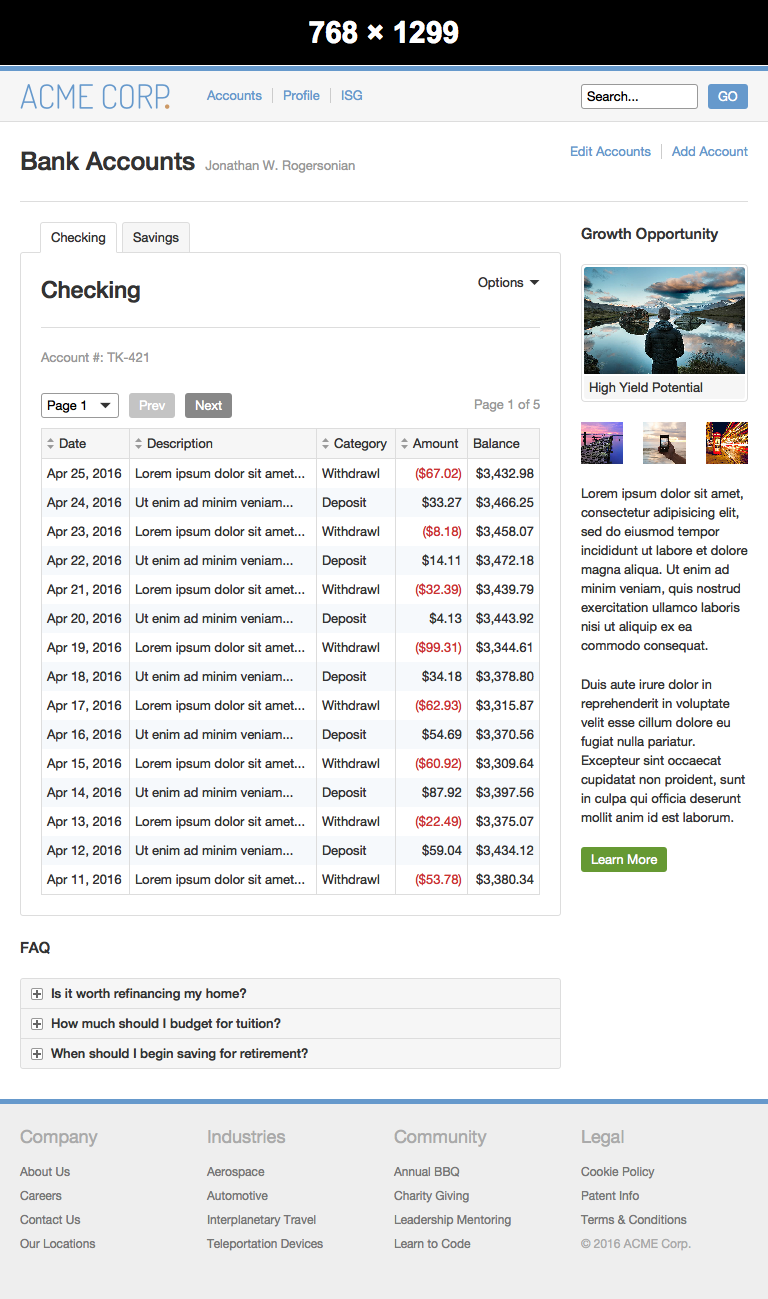 768 × 1299
ACME CORP.
Accounts Profile ISG
Search... GO
Bank Accounts Jonathan W. Rogersonian
Edit Accounts Add Account
Checking Savings
Checking
Options
Account #: TK-421
Page 1 Prev Next Page 1 of 5
Date Description Category Amount Balance
Apr 25, 2016 Lorem ipsum dolor sit amet... Withdrawl ($67.02) $3,432.98
Apr 24, 2016 Ut enim ad minim veniam... Deposit $33.27 $3,466.25
Apr 23, 2016 Lorem ipsum dolor sit amet... Withdrawl ($8.18) $3,458.07
Apr 22, 2016 Ut enim ad minim veniam... Deposit $14.11 $3,472.18
Apr 21, 2016 Lorem ipsum dolor sit amet... Withdrawl ($32.39) $3,439.79
Apr 20, 2016 Ut enim ad minim veniam... Deposit $4.13 $3,443.92
Apr 19, 2016 Lorem ipsum dolor sit amet... Withdrawl ($99.31) $3,344.61
Apr 18, 2016 Ut enim ad minim veniam... Deposit $34.18 $3,378.80
Apr 17, 2016 Lorem ipsum dolor sit amet... Withdrawl ($62.93) $3,315.87
Apr 16, 2016 Ut enim ad minim veniam... Deposit $54.69 $3,370.56
Apr 15, 2016 Lorem ipsum dolor sit amet... Withdrawl ($60.92) $3,309.64
Apr 14, 2016 Ut enim ad minim veniam... Deposit $87.92 $3,397.56
Apr 13, 2016 Lorem ipsum dolor sit amet... Withdrawl ($22.49) $3,375.07
Apr 12, 2016 Ut enim ad minim veniam... Deposit $59.04 $3,434.12
Apr 11, 2016 Lorem ipsum dolor sit amet... Withdrawl ($53.78) $3,380.34
Growth Opportunity
High Yield Potential
Lorem ipsum dolor sit amet,
consectetur adipisicing elit,
sed do eiusmod tempor
incididunt ut labore et dolore
magna aliqua. Ut enim ad
minim veniam, quis nostrud
exercitation ullamco laboris
nisi ut aliquip ex ea
commodo consequat.
Duis aute irure dolor in
reprehenderit in voluptate
velit esse cillum dolore eu
fugiat nulla pariatur.
Excepteur sint occaecat
cupidatat non proident, sunt
in culpa qui officia deserunt
mollit anim id est laborum.
Learn More
FAQ
Is it worth refinancing my home?
How much should I budget for tuition?
When should I begin saving for retirement?
Company Industries Community Legal
About Us Aerospace Annual BBQ Cookie Policy
Careers Automotive Charity Giving Patent Info
Contact Us Interplanetary Travel Leadership Mentoring Terms & Conditions
Our Locations Teleportation Devices Learn to Code © 2016 ACME Corp.